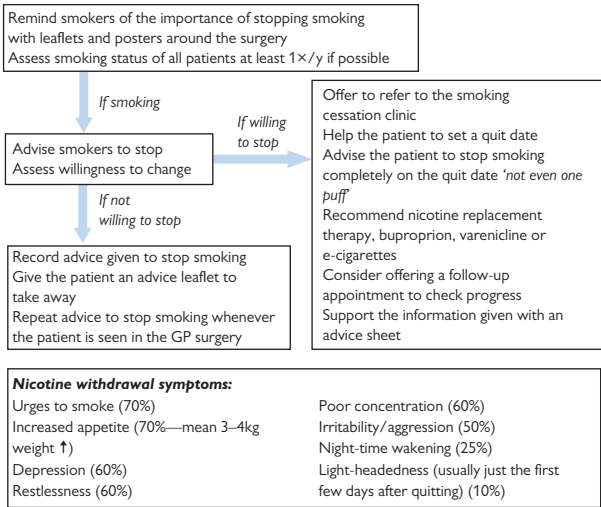 Remind smokers of the importance of stopping smoking
with leaflets and posters around the surgery
Assess smoking status of all patients at least 1×/y if possible
If smoking
Advise smokers to stop
Assess willingness to change
If willing
to stop
Offer to refer to the smoking
cessation clinic
Help the patient to set a quit date
Advise the patient to stop smoking
completely on the quit date ‘not even one
puff’
Recommend nicotine replacement
therapy, buproprion, varenicline or
e-cigarettes
Consider offering a follow-up
appointment to check progress
Support the information given with an
advice sheet
If not
willing to stop
Record advice given to stop smoking
Give the patient an advice leaflet to
take away
Repeat advice to stop smoking whenever
the patient is seen in the GP surgery
Nicotine withdrawal symptoms:
Urges to smoke (70%)
Increased appetite (70%—mean 3–4kg
weight ↑)
Depression (60%)
Restlessness (60%)
Poor concentration (60%)
Irritability/aggression (50%)
Night-time wakening (25%)
Light-headedness (usually just the first
few days after quitting) (10%)